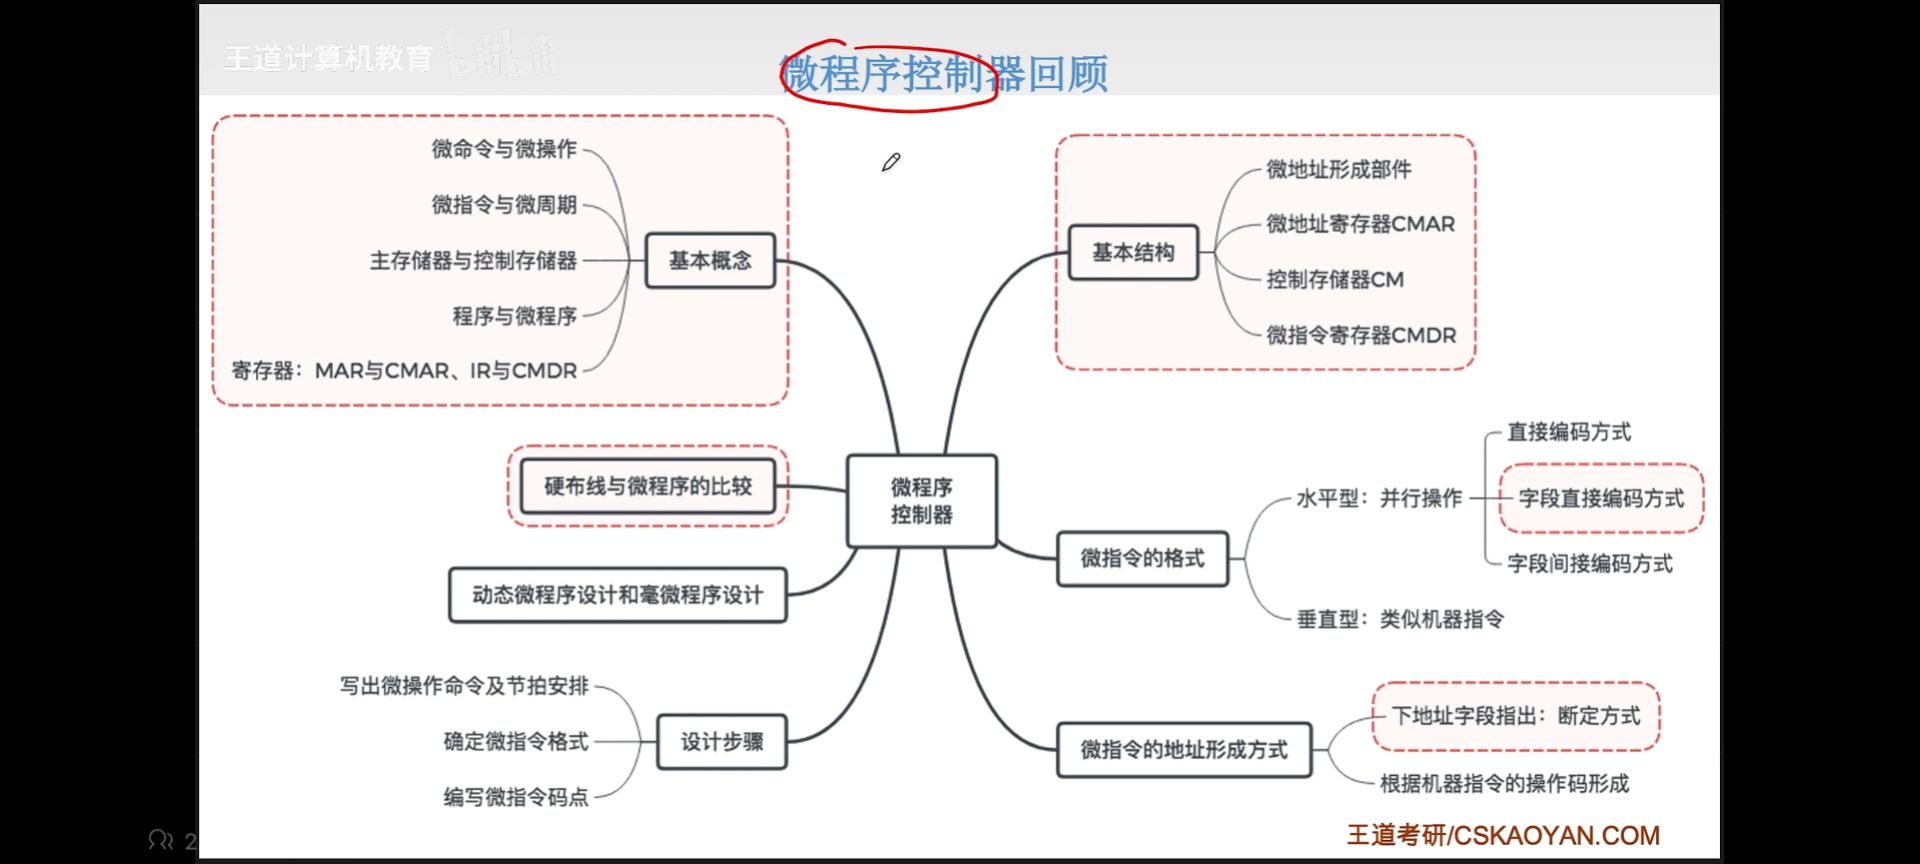 王道计算机教育
微程序控制器回顾
微命令与微操作
微指令与微周期
主存储器与控制存储器
程序与微程序
寄存器：MAR与CMAR、IR与CMDR
基本概念
微地址形成部件
微地址寄存器CMAR
控制存储器CM
微指令寄存器CMDR
基本结构
硬布线与微程序的比较
微程序
控制器
动态微程序设计和毫微程序设计
写出微操作命令及节拍安排
确定微指令格式
编写微指令码点
设计步骤
微指令的格式
水平型：并行操作
直接编码方式
字段直接编码方式
字段间接编码方式
垂直型：类似机器指令
微指令的地址形成方式
下地址字段指出：断定方式
根据机器指令的操作码形成
王道考研/CSKAOYAN.COM
2